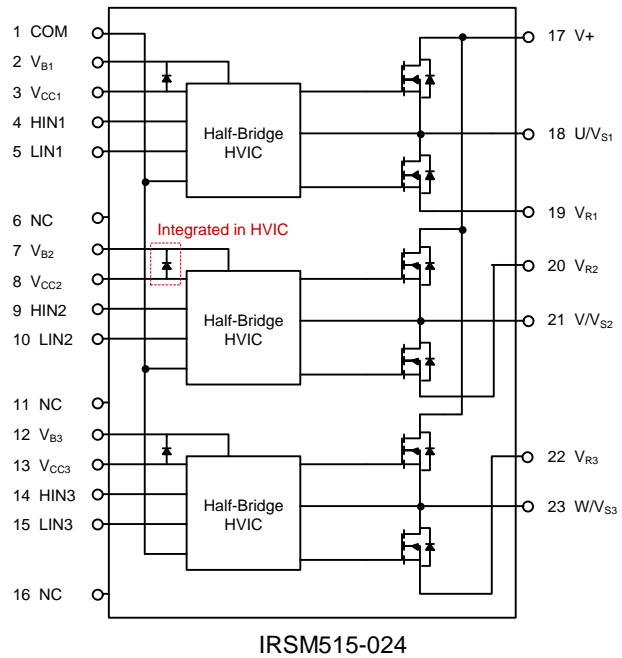 1 COM
2 VB1
3 VCC1
4 HIN1
5 LIN1
6 NC
7 VB2
8 VCC2
9 HIN2
10 LIN2
11 NC
12 VB3
13 VCC3
14 HIN3
15 LIN3
16 NC
Half-Bridge
HVIC
Integrated in HVIC
Half-Bridge
HVIC
Half-Bridge
HVIC
17 V+
18 U/VS1
19 VR1
20 VR2
21 V/VS2
22 VR3
23 W/VS3
IRSM515-024